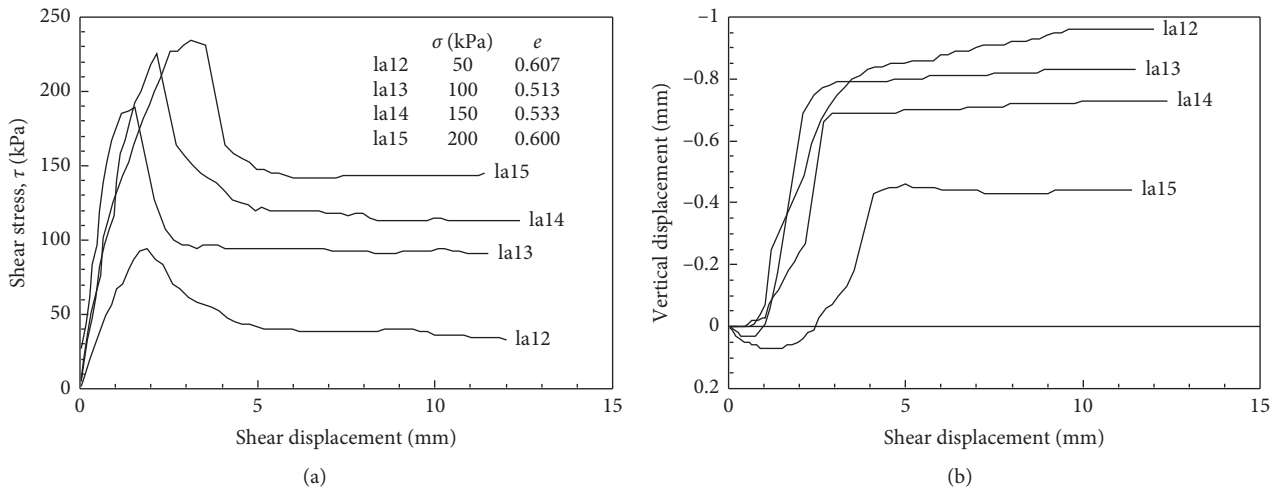 250
200
150
100
50
0
Shear stress, τ (kPa)
σ (kPa) e
la12 50 0.607
la13 100 0.513
la14 150 0.533
la15 200 0.600
la15
la14
la13
la12
0 5 10 15
Shear displacement (mm)
(a)
–1
–0.8
–0.6
–0.4
–0.2
0
0.2
Vertical displacement (mm)
la12
la13
la14
la15
0 5 10 15
Shear displacement (mm)
(b)